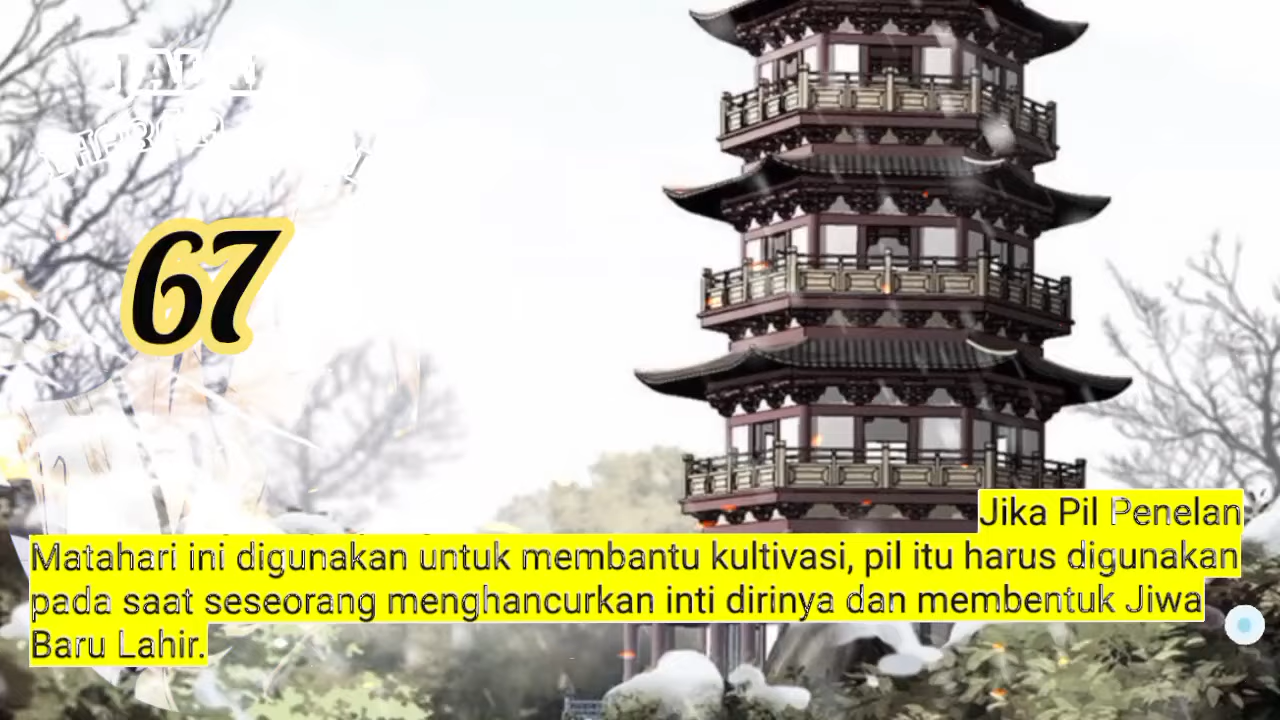 67
Jika Pil Penelan
Matahari ini digunakan untuk membantu kultivasi, pil itu harus digunakan
pada saat seseorang menghancurkan inti dirinya dan membentuk Jiwa
Baru Lahir.